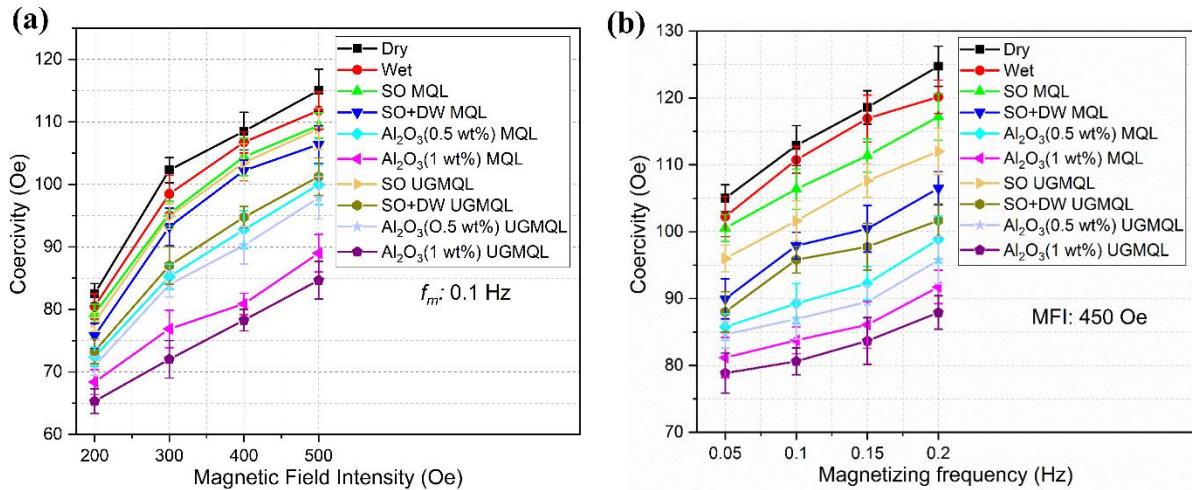 (a)
Coercivity (Oe)
120
110
100
90
80
70
60
200 300 400 500
Magnetic Field Intensity (Oe)
Dry
Wet
SO MQL
SO+DW MQL
Al₂O₃(0.5 wt%) MQL
Al₂O₃(1 wt%) MQL
SO UGMQL
SO+DW UGMQL
Al₂O₃(0.5 wt%) UGMQL
Al₂O₃(1 wt%) UGMQL
fₘ: 0.1 Hz
(b)
Coercivity (Oe)
130
120
110
100
90
80
70
0.05 0.1 0.15 0.2
Magnetizing frequency (Hz)
Dry
Wet
SO MQL
SO+DW MQL
Al₂O₃(0.5 wt%) MQL
Al₂O₃(1 wt%) MQL
SO UGMQL
SO+DW UGMQL
Al₂O₃(0.5 wt%) UGMQL
Al₂O₃(1 wt%) UGMQL
MFI: 450 Oe